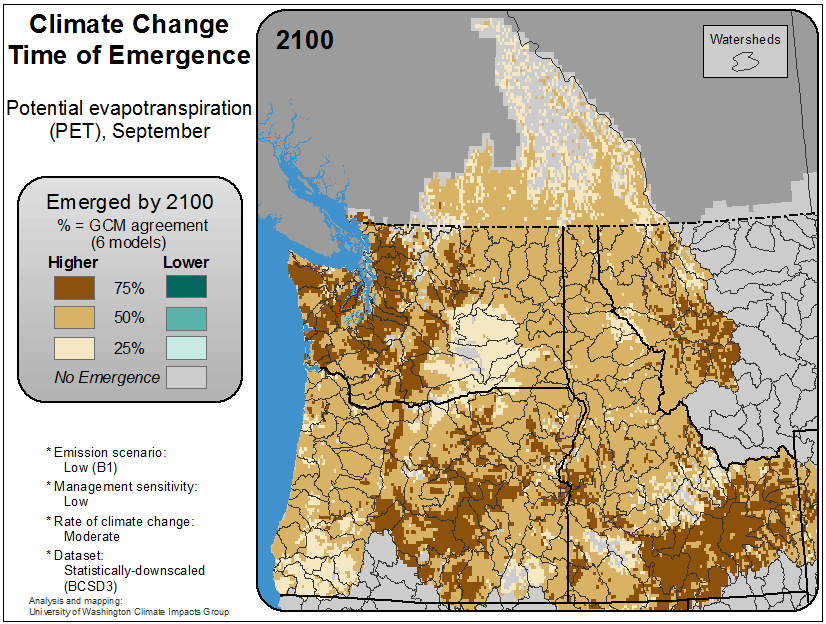 Climate Change
Time of Emergence
Potential evapotranspiration
(PET), September
Emerged by 2100
% = GCM agreement
(6 models)
Higher Lower
75%
50%
25%
No Emergence
* Emission scenario:
Low (B1)
* Management sensitivity:
Low
* Rate of climate change:
Moderate
* Dataset:
Statistically-downscaled
(BCSD3)
Analysis and mapping:
University of Washington Climate Impacts Group
2100
Watersheds